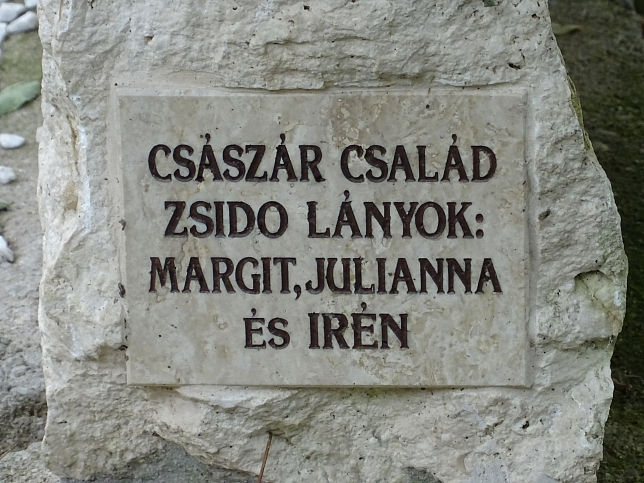 CSÁSZÁR CSALÁD
ZSIDO LÁNYOK:
MARGIT, JULIANNA
ÉS IRÉN